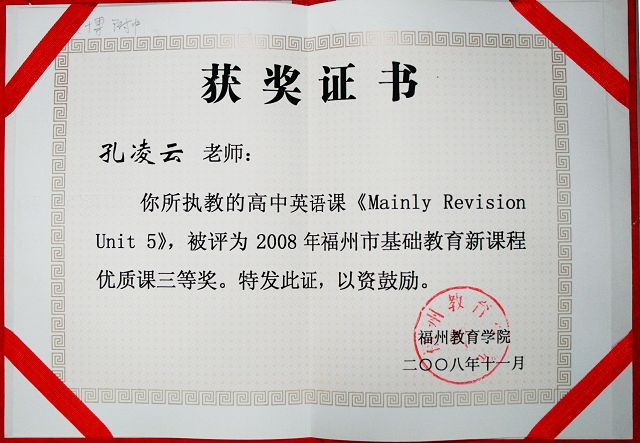 获奖证书
孔凌云 老师：
你所执教的高中英语课《Mainly Revision
Unit 5》，被评为 2008 年福州市基础教育新课程
优质课三等奖。特发此证，以资鼓励。
福州教育学院
二〇〇八年十一月